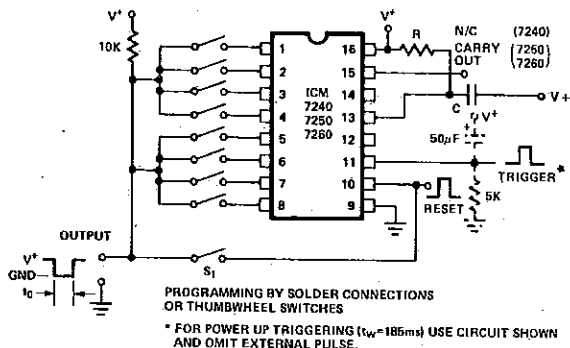 V+
10K
1
2
3
4
5
6
7
8
ICM
7240
7250
7260
16
15
14
13
12
11
10
9
V+
R
N/C (7240)
CARRY OUT (7250)
(7260)
C
V+
V+
+
50μF
TRIGGER*
5K
RESET
OUTPUT
V+
GND
t0
S1
PROGRAMMING BY SOLDER CONNECTIONS
OR THUMBWHEEL SWITCHES
* FOR POWER UP TRIGGERING (tw=185ms) USE CIRCUIT SHOWN
AND OMIT EXTERNAL PULSE.